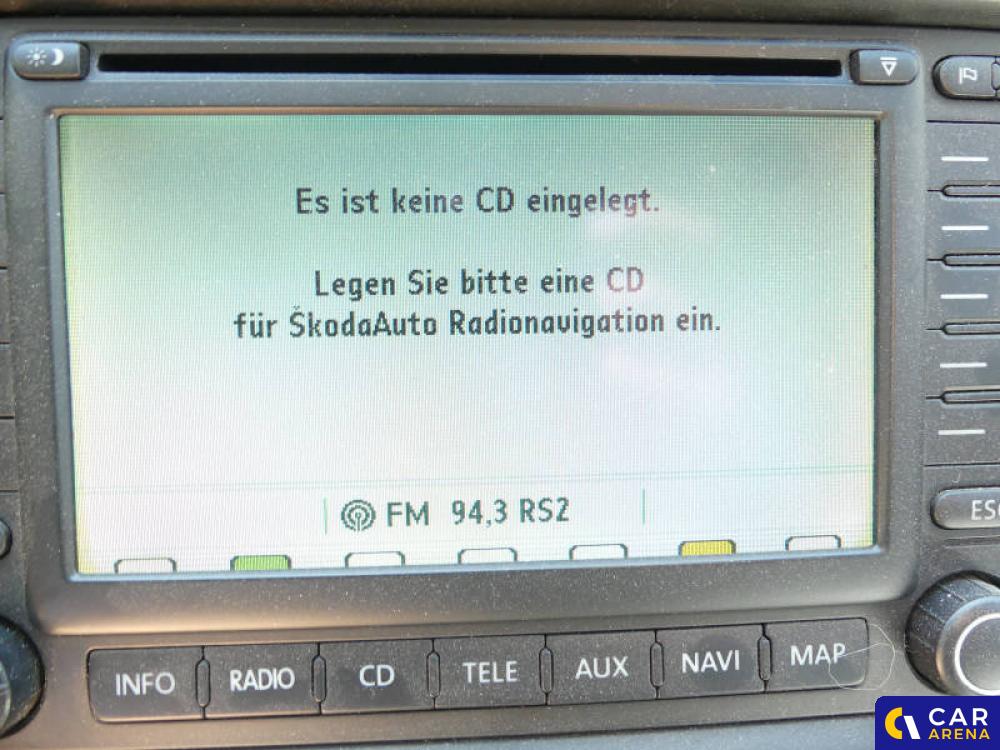 Es ist keine CD eingelegt.
Legen Sie bitte eine CD
für ŠkodaAuto Radionavigation ein.
FM 94,3 RS2
ESC
INFO RADIO CD TELE AUX NAVI MAP
CAR
ARENA